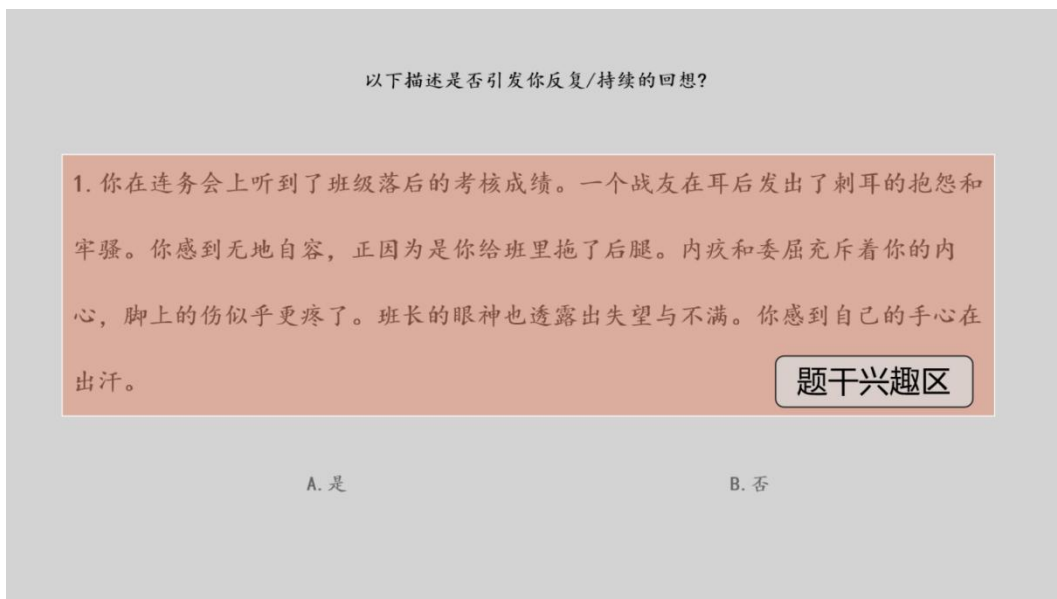 以下描述是否引发你反复/持续的回想?
1. 你在连务会上听到了班级落后的考核成绩。一个战友在耳后发出了刺耳的抱怨和
牢骚。你感到无地自容，正因为是你给班里拖了后腿。内疚和委屈充斥着你的内
心，脚上的伤似乎更疼了。班长的眼神也透露出失望与不满。你感到自己的手心在
出汗。
题干兴趣区
A. 是
B. 否